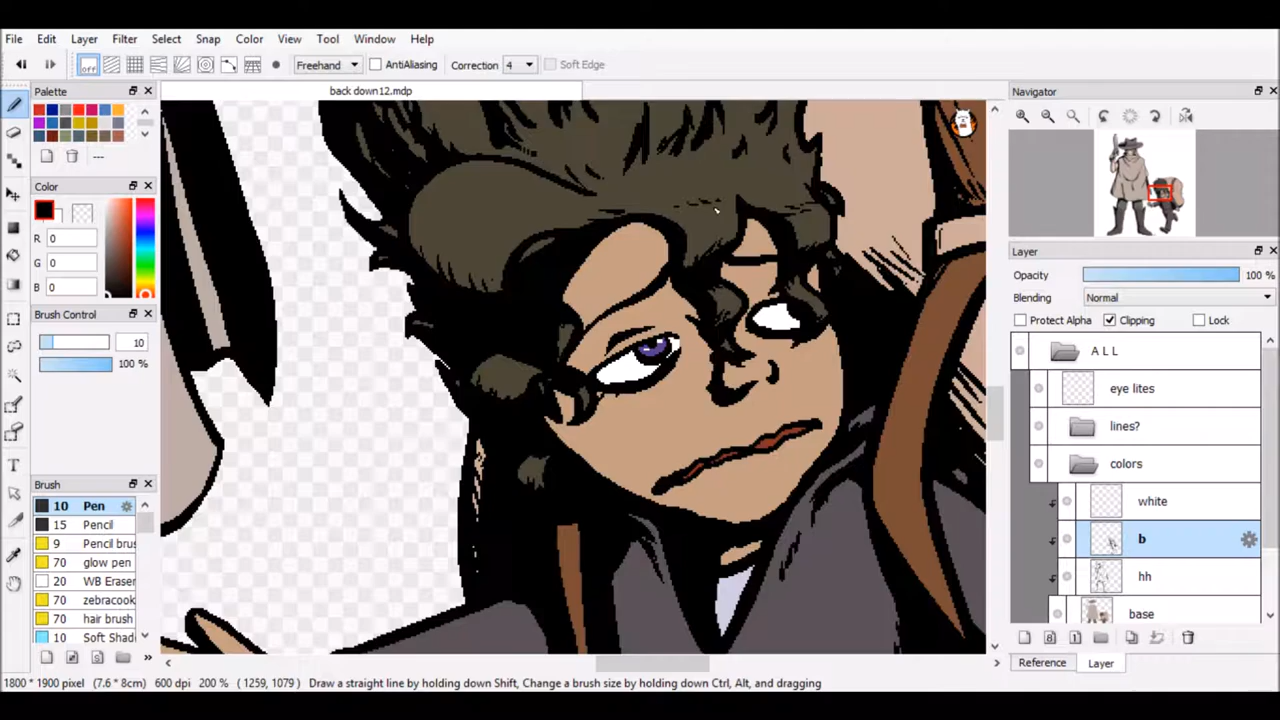 File Edit Layer Filter Select Snap Color View Tool Window Help
off Freehand AntiAliasing Correction 4 Soft Edge
Palette
---
Color
R 0
G 0
B 0
Brush Control
10
100 %
Brush
10 Pen
15 Pencil
9 Pencil brus
70 glow pen
20 WB Eraser
70 zebracook
70 hair brush
10 Soft Shad
back down12.mdp
Navigator
Layer
Opacity 100 %
Blending Normal
Protect Alpha Clipping Lock
A L L
eye lites
lines?
colors
white
b
hh
base
8 1
Reference Layer
1800 * 1900 pixel (7.6 * 8cm) 600 dpi 200 % ( 1259, 1079 ) Draw a straight line by holding down Shift, Change a brush size by holding down Ctrl, Alt, and dragging